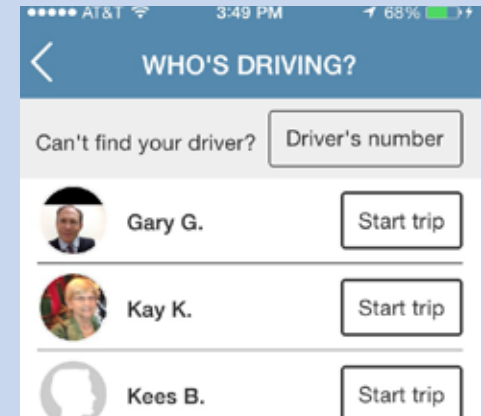 AT&T 3:49 PM 68%
WHO'S DRIVING?
Can't find your driver? Driver's number
Gary G. Start trip
Kay K. Start trip
Kees B. Start trip